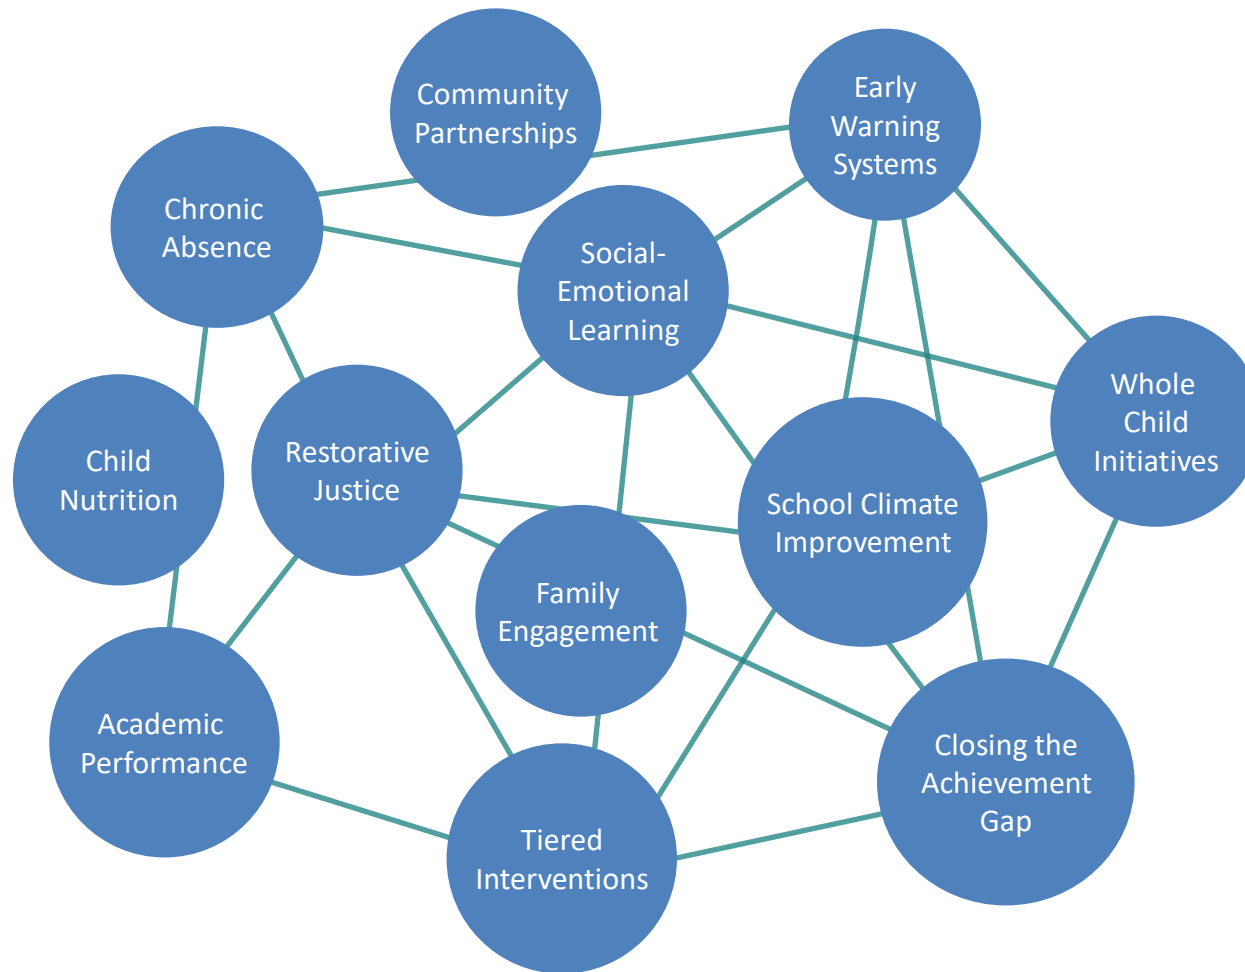 Community
Partnerships
Early
Warning
Systems
Chronic
Absence
Social-
Emotional
Learning
Whole
Child
Initiatives
Child
Nutrition
Restorative
Justice
School Climate
Improvement
Family
Engagement
Academic
Performance
Closing the
Achievement
Gap
Tiered
Interventions